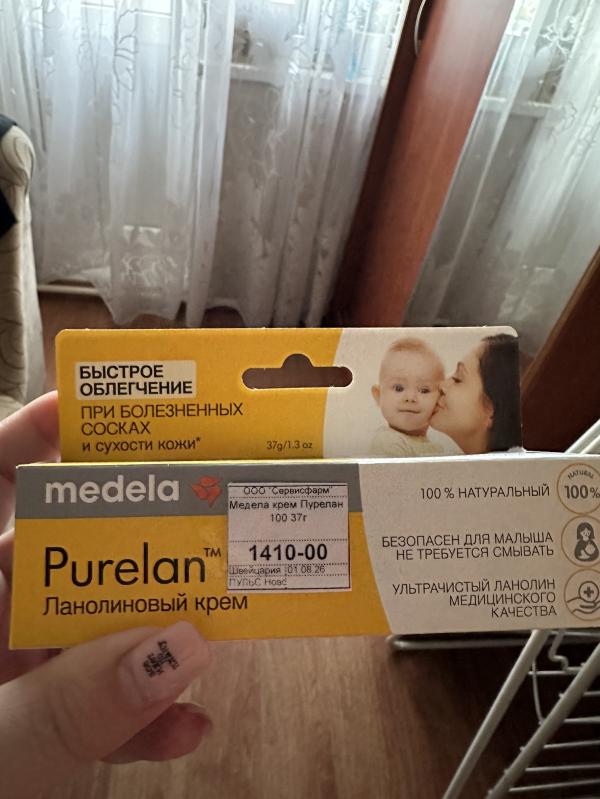 БЫСТРОЕ
ОБЛЕГЧЕНИЕ
ПРИ БОЛЕЗНЕННЫХ
СОСКАХ
и сухости кожи*
37g/1.3 oz
medela
Purelan™
Ланолиновый крем
ООО "Сервисфарм"
Медела крем Пурелан
100 37г
1410-00
Швейцария 01.08.26
ПУЛЬС Новс
100 % НАТУРАЛЬНЫЙ
NATURAL
100%
БЕЗОПАСЕН ДЛЯ МАЛЫША
НЕ ТРЕБУЕТСЯ СМЫВАТЬ
УЛЬТРАЧИСТЫЙ ЛАНОЛИН
МЕДИЦИНСКОГО
КАЧЕСТВА